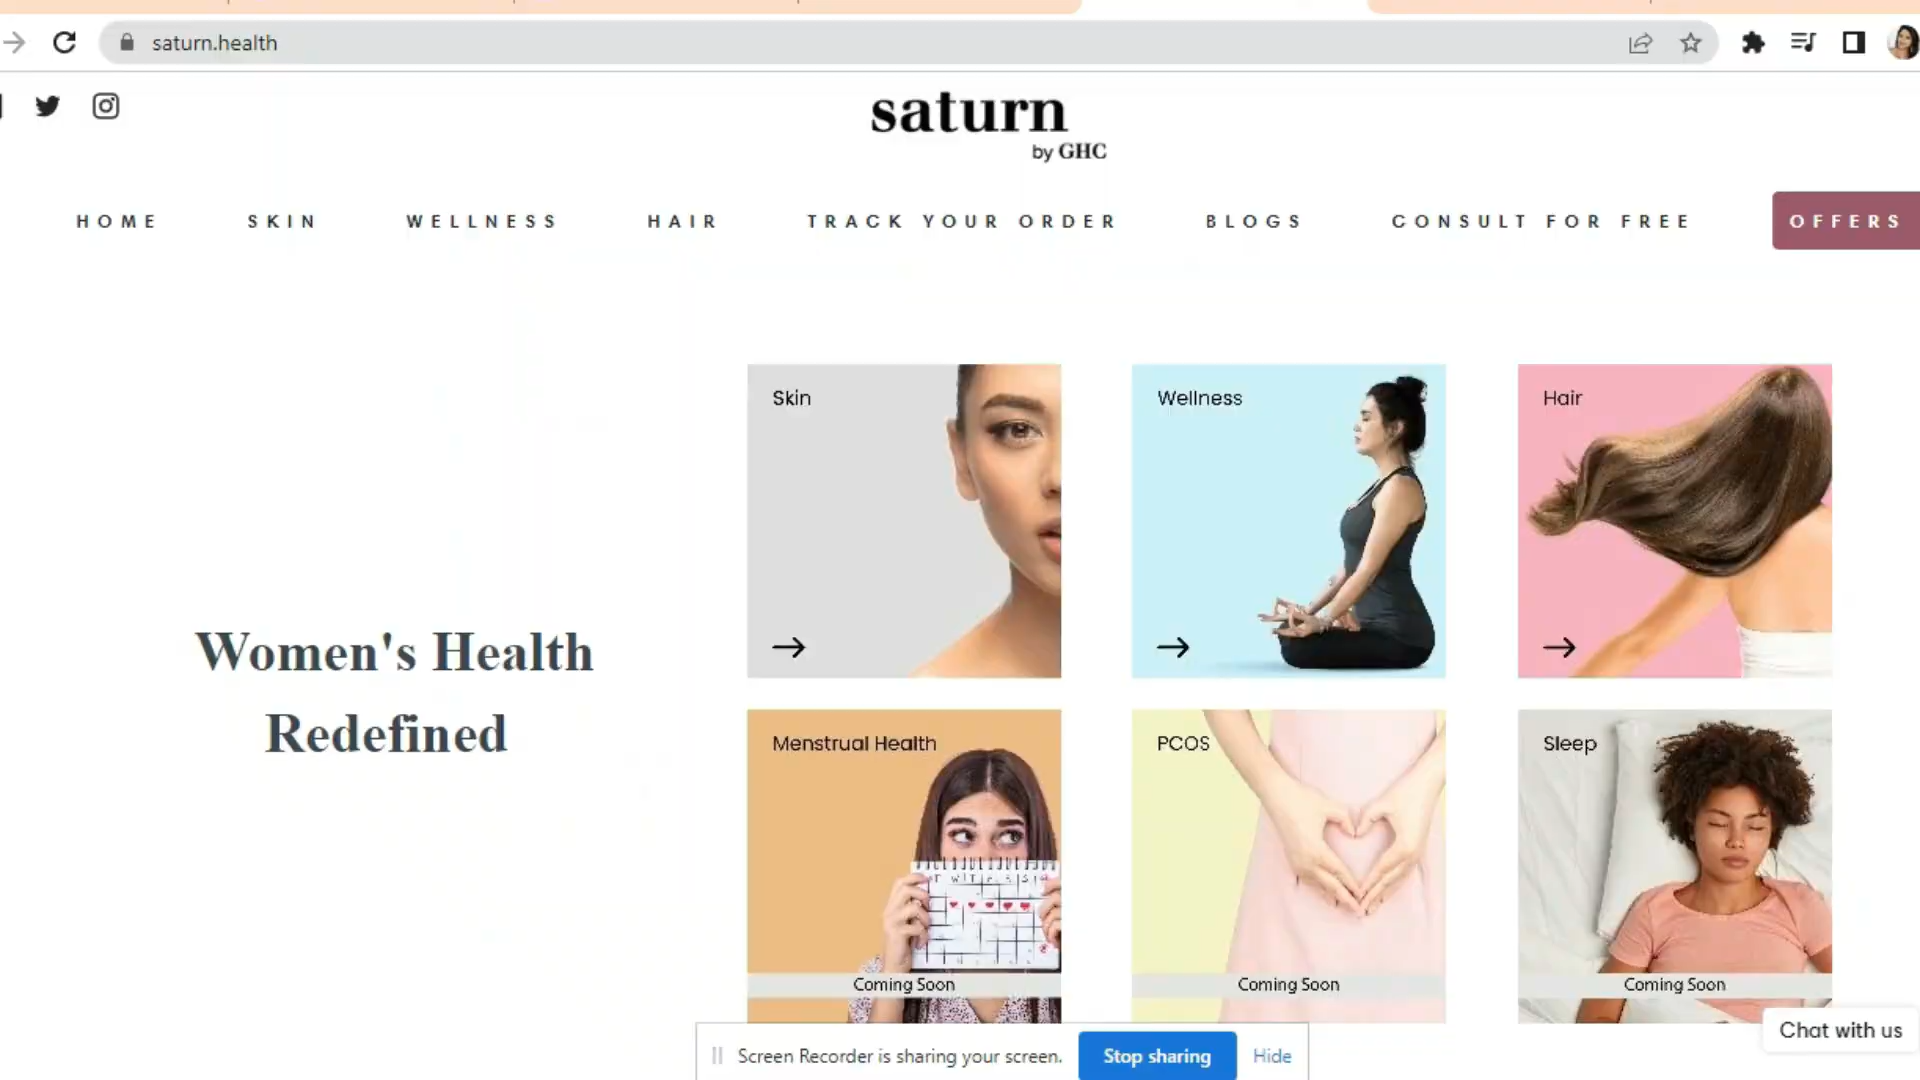 saturn.health
saturn
by GHC
HOME SKIN WELLNESS HAIR TRACK YOUR ORDER BLOGS CONSULT FOR FREE OFFERS
Skin
Wellness
Hair
Women's Health
Redefined
Menstrual Health
PCOS
Sleep
Coming Soon
Coming Soon
Coming Soon
Chat with us
Screen Recorder is sharing your screen. Stop sharing Hide